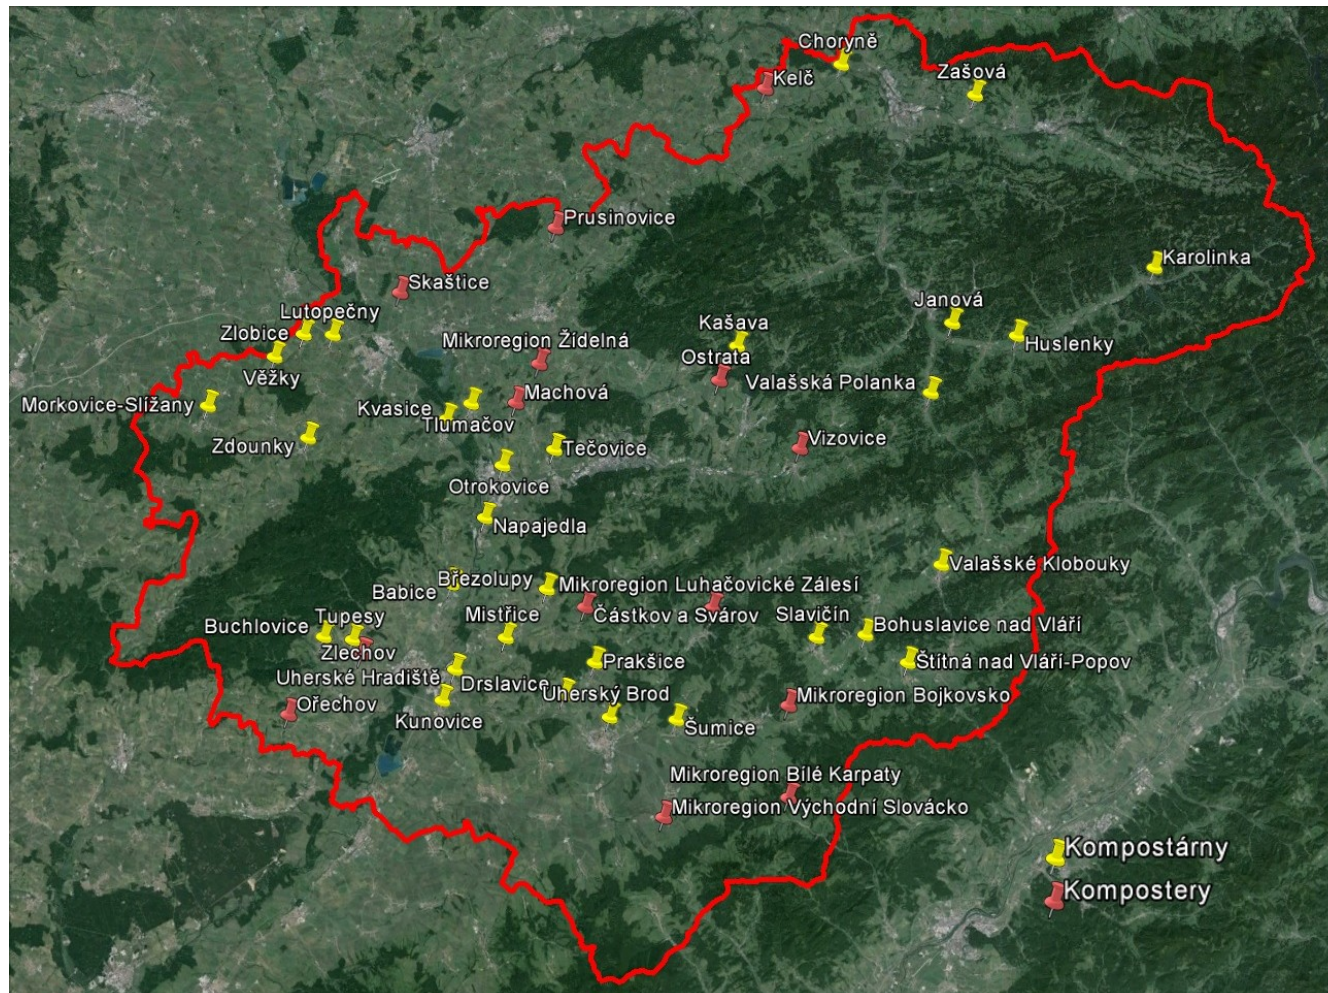 Choryně
Kelč
Zašová
Prusinovice
Karolinka
Skaštice
Janová
Lutopečny
Kašava
Zlobice
Huslenky
Mikroregion Žídelná
Ostrata
Věžky
Valašská Polanka
Machová
Morkovice-Slížany
Kvasice
Tlumačov
Vizovice
Zdounky
Tečovice
Otrokovice
Napajedla
Valašské Klobouky
Březolupy
Mikroregion Luhačovické Zálesí
Babice
Částkov a Svárov
Mistřice
Slavičín
Tupesy
Bohuslavice nad Vláří
Buchlovice
Zlechov
Prakšice
Štítná nad Vláří-Popov
Uherské Hradiště
Drslavice
Uherský Brod
Mikroregion Bojkovsko
Ořechov
Kunovice
Šumice
Mikroregion Bílé Karpaty
Mikroregion Východní Slovácko
Kompostárny
Kompostery